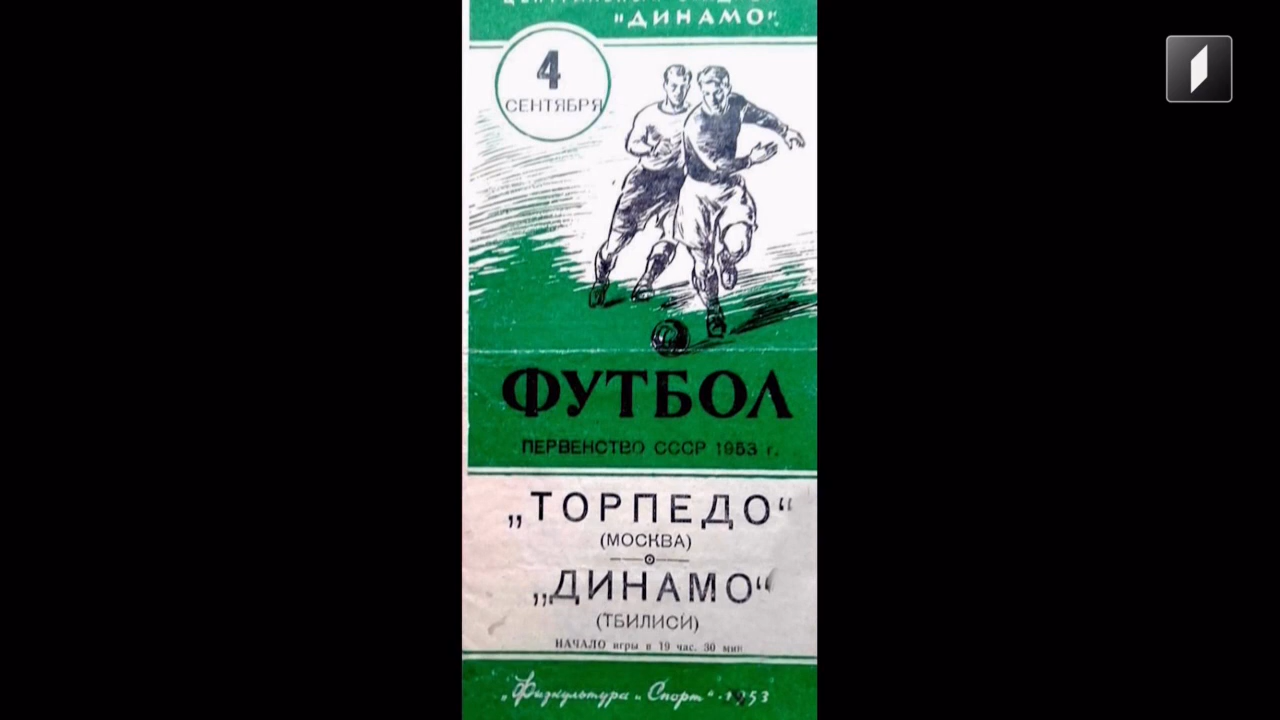 "ДИНАМО".
4
СЕНТЯБРЯ
ФУТБОЛ
ПЕРВЕНСТВО СССР 1953 г.
„ТОРПЕДО“
(МОСКВА)
„ДИНАМО“
(ТБИЛИСИ)
НАЧАЛО игры в 19 час. 30 мин
„Физкультура и Спорт“ - 1953